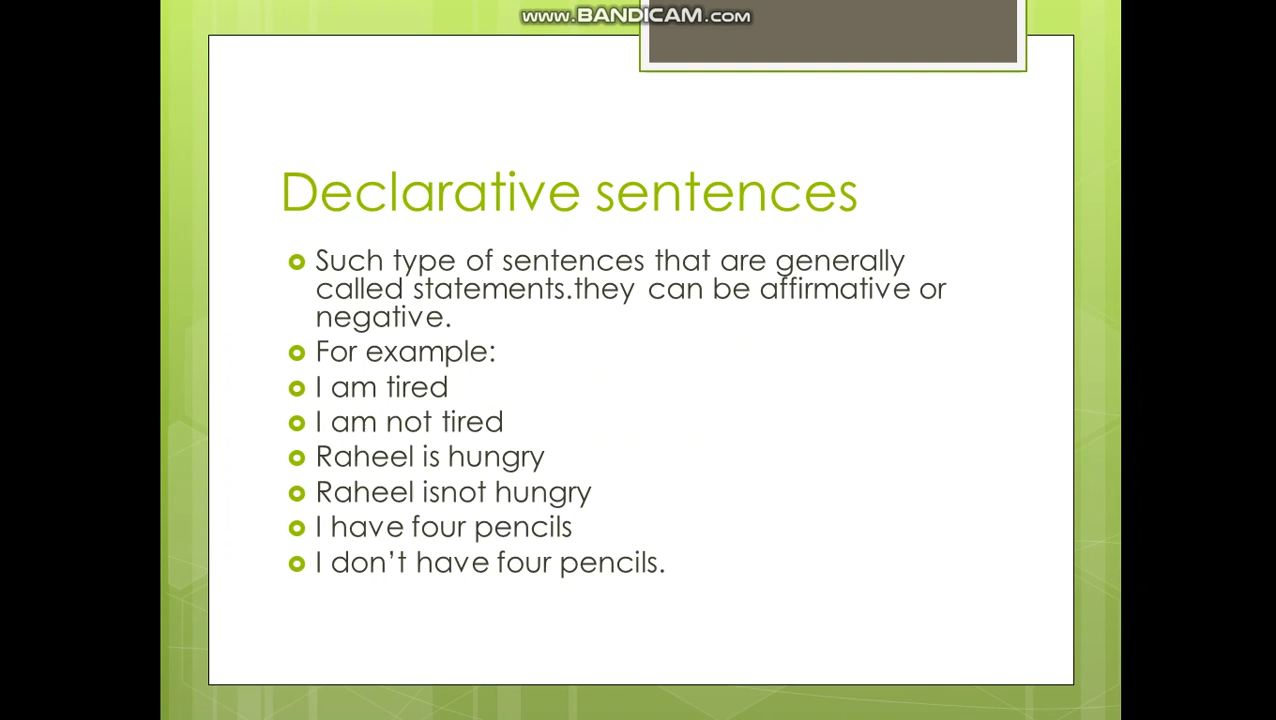 www.BANDICAM.com
Declarative sentences
Such type of sentences that are generally
called statements.they can be affirmative or
negative.
For example:
I am tired
I am not tired
Raheel is hungry
Raheel isnot hungry
I have four pencils
I don’t have four pencils.